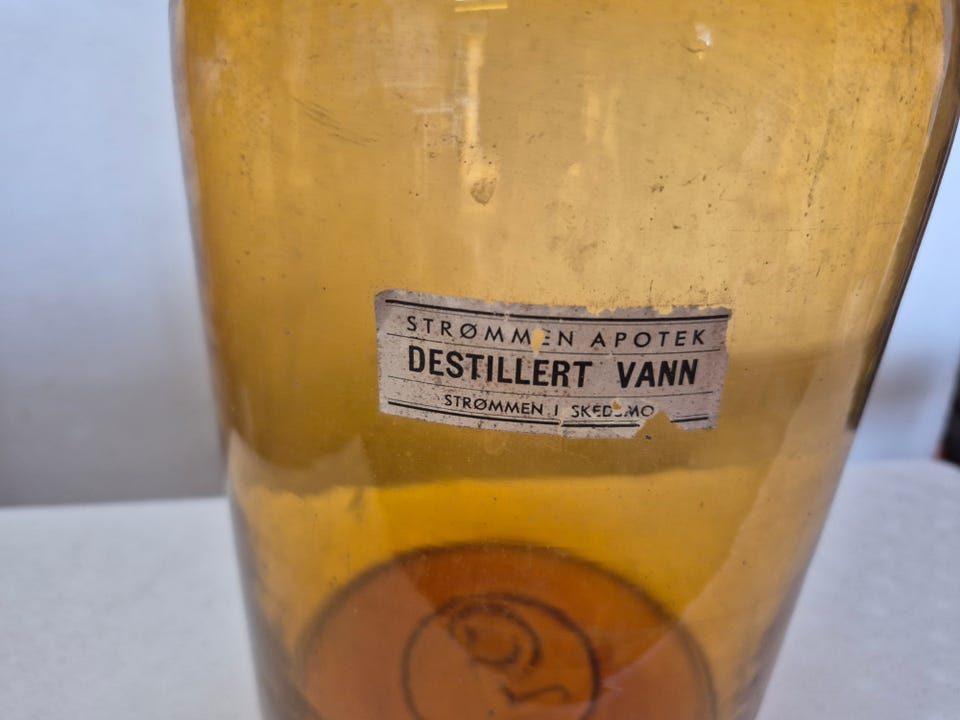 STRØMMEN APOTEK
DESTILLERT VANN
STRØMMEN I SKEDSMO